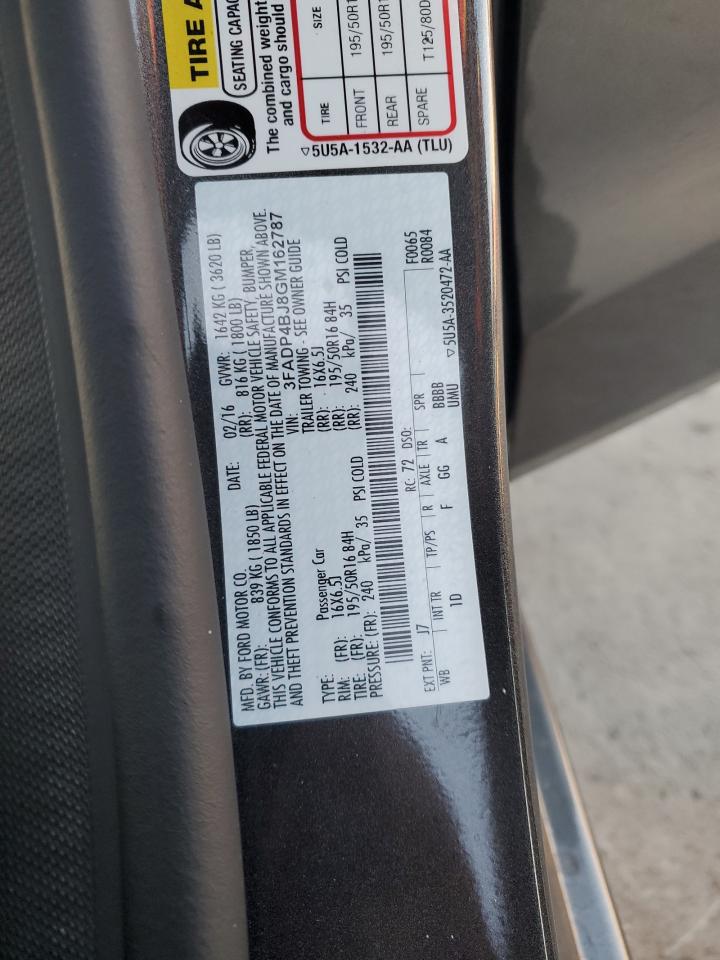 TIRE A
SEATING CAPAC
The combined weight
and cargo should
TIRE SIZE
FRONT 195/50R1
REAR 195/50R1
SPARE T125/80D
5U5A-1532-AA (TLU)
MFD. BY FORD MOTOR CO.
DATE: 02/16 GVWR: 1642 KG ( 3620 LB)
GAWR: (FR): 839 KG ( 1850 LB) (RR): 816 KG ( 1800 LB)
THIS VEHICLE CONFORMS TO ALL APPLICABLE FEDERAL MOTOR VEHICLE SAFETY, BUMPER,
AND THEFT PREVENTION STANDARDS IN EFFECT ON THE DATE OF MANUFACTURE SHOWN ABOVE.
VIN: 3FADP4BJ8GM162787
TYPE: Passenger Car TRAILER TOWING - SEE OWNER GUIDE
RIM: (FR): 16X6.5J (RR): 16X6.5J
TIRE: (FR): 195/50R16 84H (RR): 195/50R16 84H
PRESSURE: (FR): 240 kPa/ 35 PSI COLD (RR): 240 kPa/ 35 PSI COLD
EXT PNT: J7 RC: 72 DSO: F0065
R0084
WB INT TR TP/PS R AXLE TR SPR
1D F GG A BBBB
UMU
5U5A-3520472-AA